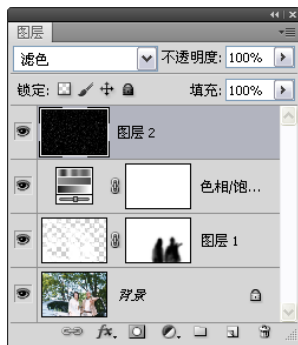 图层
滤色 不透明度: 100%
锁定: 填充: 100%
图层 2
色相/饱...
图层 1
背景
fx.